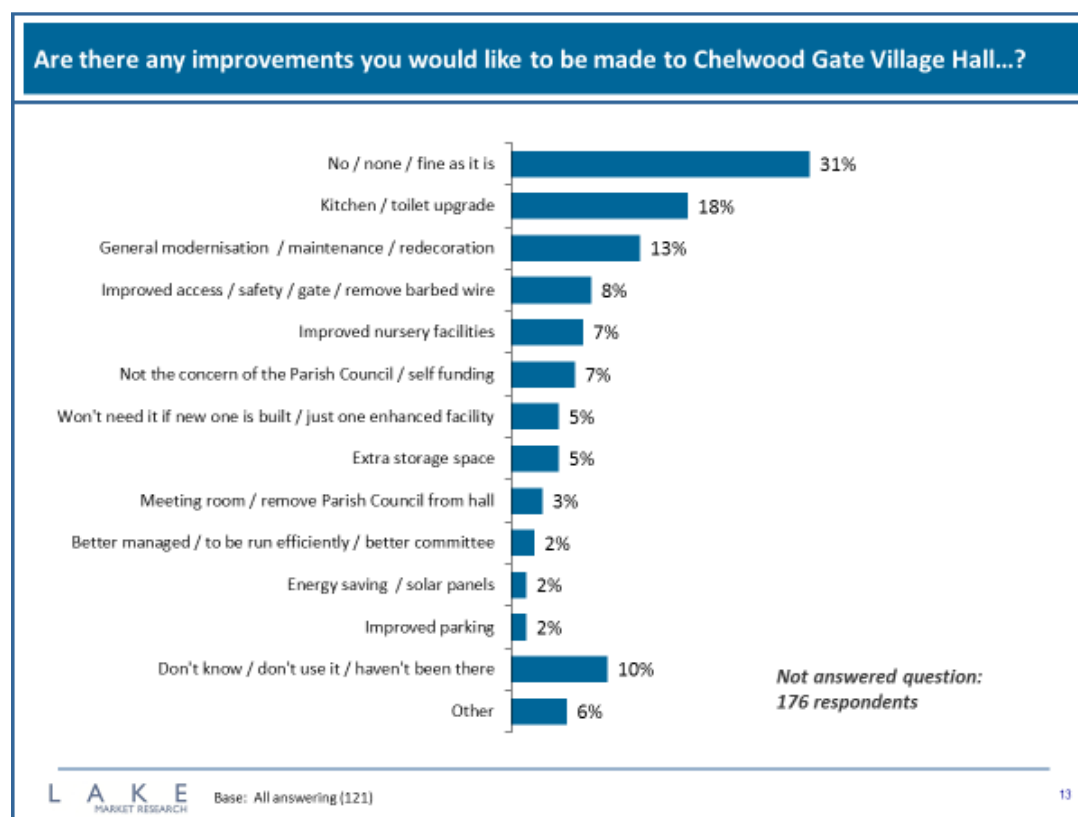 Are there any improvements you would like to be made to Chelwood Gate Village Hall...?
No / none / fine as it is 31%
Kitchen / toilet upgrade 18%
General modernisation / maintenance / redecoration 13%
Improved access / safety / gate / remove barbed wire 8%
Improved nursery facilities 7%
Not the concern of the Parish Council / self funding 7%
Won't need it if new one is built / just one enhanced facility 5%
Extra storage space 5%
Meeting room / remove Parish Council from hall 3%
Better managed / to be run efficiently / better committee 2%
Energy saving / solar panels 2%
Improved parking 2%
Don't know / don't use it / haven't been there 10%
Other 6%
Not answered question:
176 respondents
LAKE
MARKET RESEARCH
Base: All answering (121)
13